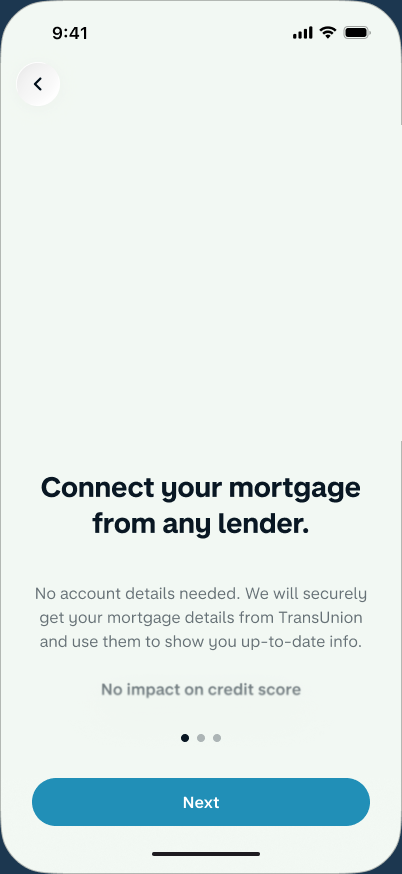 9:41
Connect your mortgage
from any lender.
No account details needed. We will securely
get your mortgage details from TransUnion
and use them to show you up-to-date info.
No impact on credit score
Next